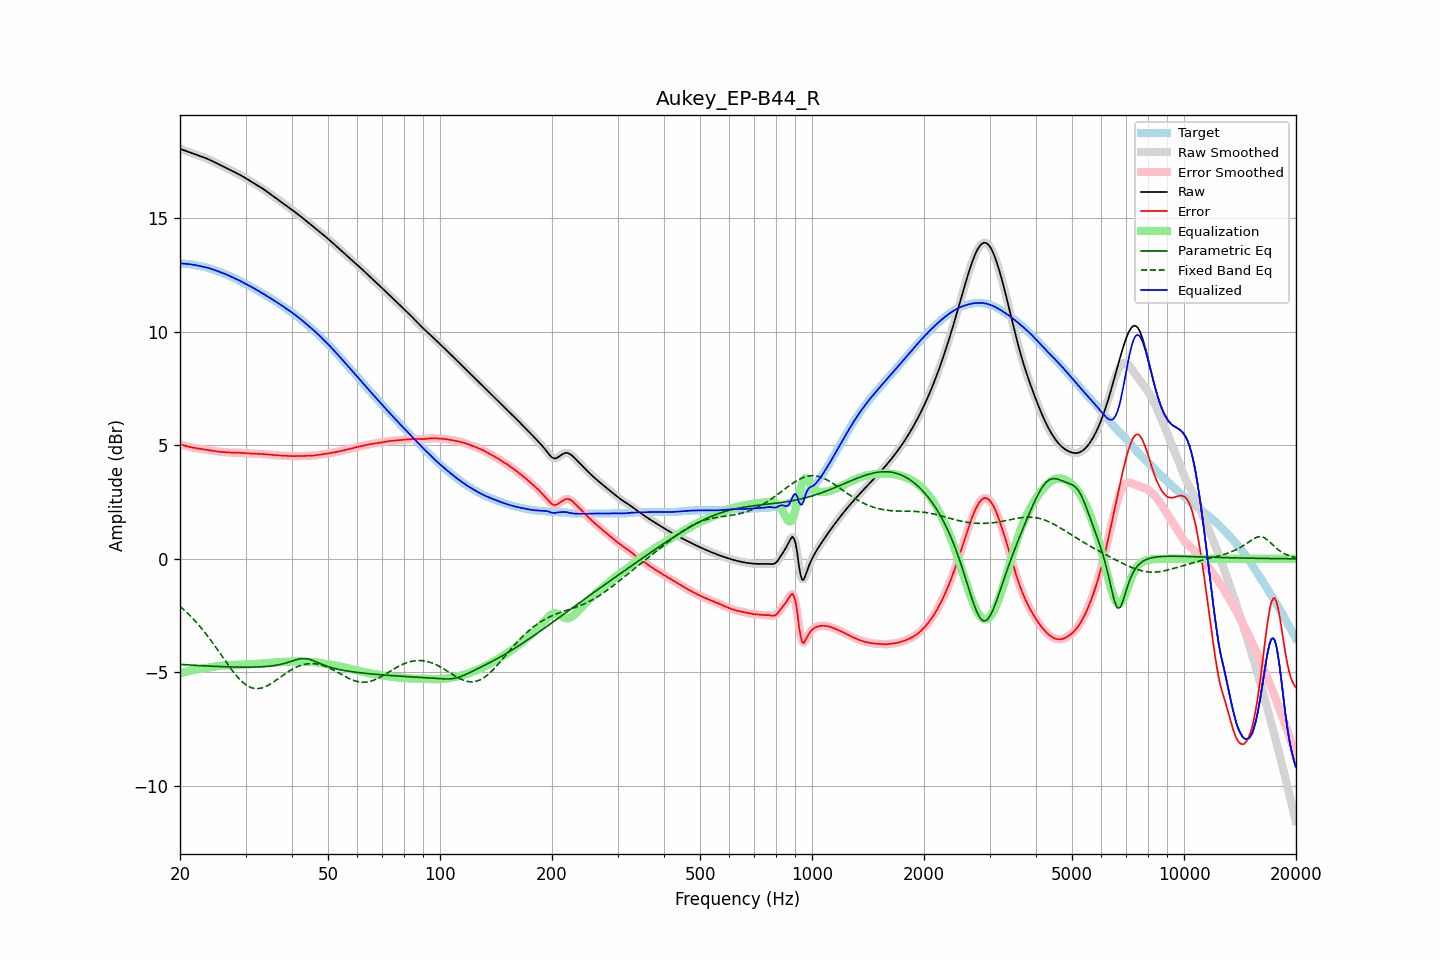 Aukey_EP-B44_R
Target
Raw Smoothed
Error Smoothed
Raw
Error
Equalization
Parametric Eq
Fixed Band Eq
Equalized
Amplitude (dBr)
15
10
5
0
−5
−10
20 50 100 200 500 1000 2000 5000 10000 20000
Frequency (Hz)